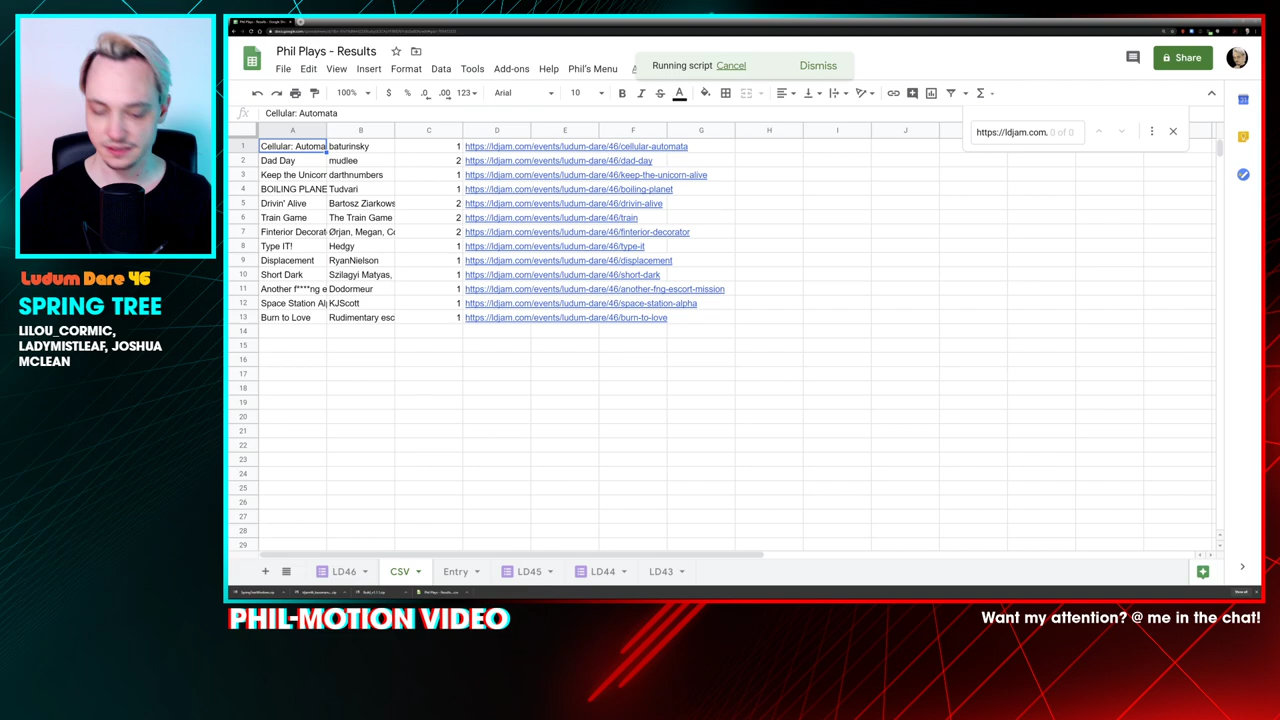 Phil Plays - Results
File Edit View Insert Format Data Tools Add-ons Help Phil's Menu
Running script Cancel Dismiss
Share
100% $ % .0 .00 123 Arial 10 B I S A
fx Cellular: Automata
https://ldjam.com, 0 of 0
A B C D E F G H I J
1 Cellular: Automa baturinsky 1 https://ldjam.com/events/ludum-dare/46/cellular-automata
2 Dad Day mudlee 2 https://ldjam.com/events/ludum-dare/46/dad-day
3 Keep the Unicorn darthnumbers 1 https://ldjam.com/events/ludum-dare/46/keep-the-unicorn-alive
4 BOILING PLANE Tudvari 1 https://ldjam.com/events/ludum-dare/46/boiling-planet
5 Drivin' Alive Bartosz Ziarkows 2 https://ldjam.com/events/ludum-dare/46/drivin-alive
6 Train Game The Train Game 2 https://ldjam.com/events/ludum-dare/46/train
7 Finterior Decorat Ørjan, Megan, Co 2 https://ldjam.com/events/ludum-dare/46/finterior-decorator
8 Type IT! Hedgy 1 https://ldjam.com/events/ludum-dare/46/type-it
9 Displacement RyanNielson 1 https://ldjam.com/events/ludum-dare/46/displacement
10 Short Dark Szilagyi Matyas, 1 https://ldjam.com/events/ludum-dare/46/short-dark
11 Another f****ng e Dodormeur 1 https://ldjam.com/events/ludum-dare/46/another-fng-escort-mission
12 Space Station Al KJScott 1 https://ldjam.com/events/ludum-dare/46/space-station-alpha
13 Burn to Love Rudimentary esc 1 https://ldjam.com/events/ludum-dare/46/burn-to-love
14
15
16
17
18
19
20
21
22
23
24
25
26
27
28
29
LD46 CSV Entry LD45 LD44 LD43
Ludum Dare 46
SPRING TREE
LILOU_CORMIC,
LADYMISTLEAF, JOSHUA
MCLEAN
PHIL-MOTION VIDEO
Want my attention? @ me in the chat!